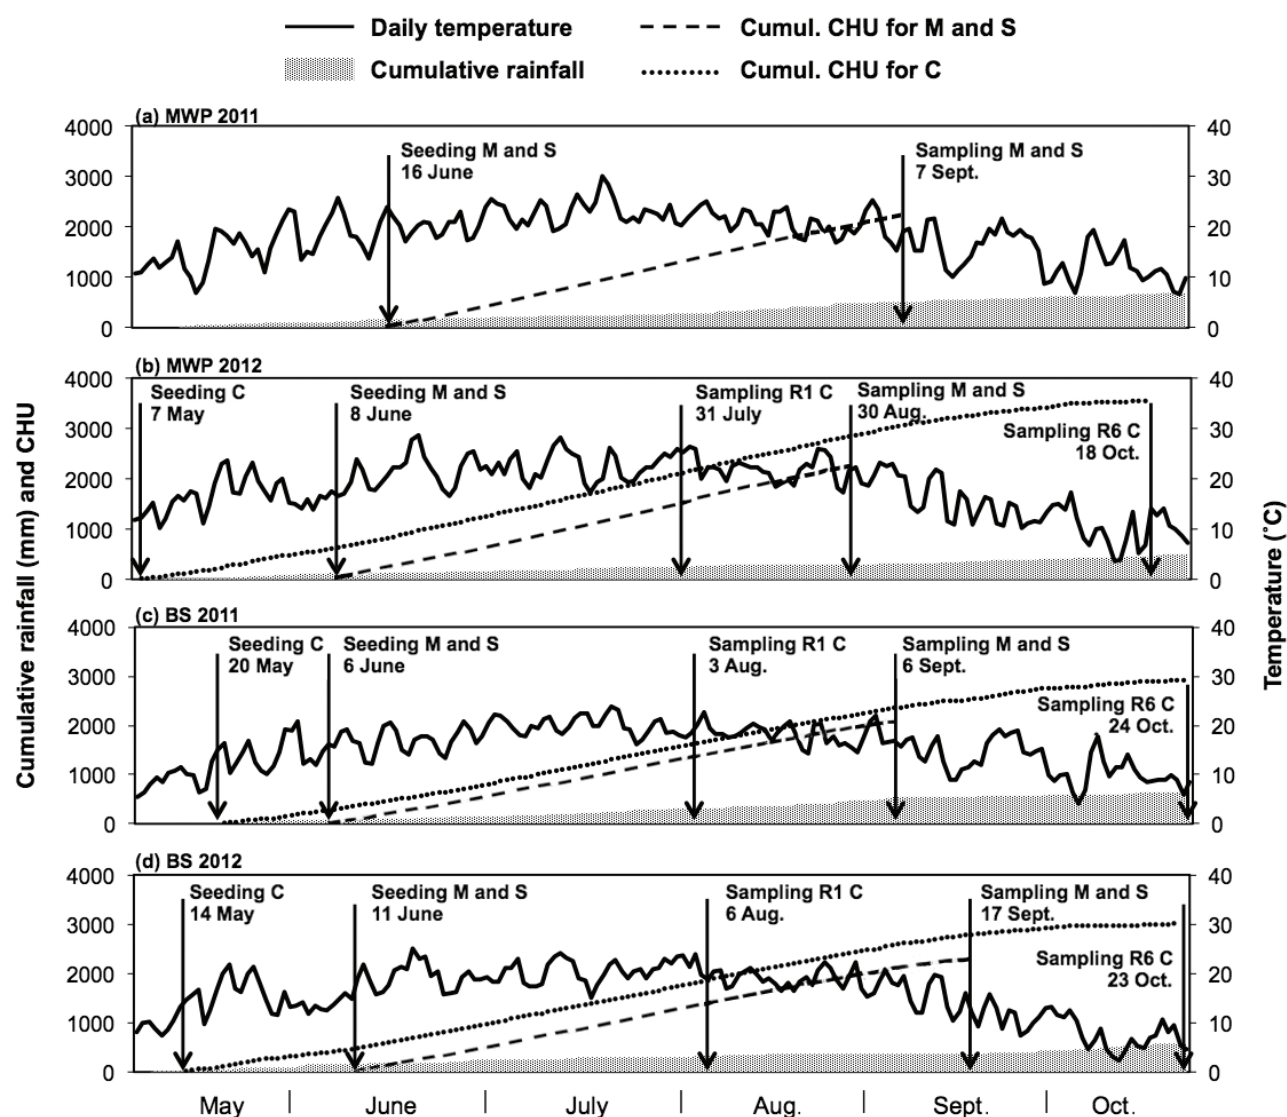 Daily temperature
Cumul. CHU for M and S
Cumulative rainfall
Cumul. CHU for C
(a) MWP 2011
4000
40
Seeding M and S
16 June
Sampling M and S
7 Sept.
3000
30
2000
20
1000
10
0
0
(b) MWP 2012
4000
40
Seeding C
7 May
Seeding M and S
8 June
Sampling R1 C
31 July
Sampling M and S
30 Aug.
Sampling R6 C
18 Oct.
3000
30
2000
20
1000
10
0
0
(c) BS 2011
4000
40
Seeding C
20 May
Seeding M and S
6 June
Sampling R1 C
3 Aug.
Sampling M and S
6 Sept.
Sampling R6 C
24 Oct.
3000
30
2000
20
1000
10
0
0
(d) BS 2012
4000
40
Seeding C
14 May
Seeding M and S
11 June
Sampling R1 C
6 Aug.
Sampling M and S
17 Sept.
Sampling R6 C
23 Oct.
3000
30
2000
20
1000
10
0
0
May
June
July
Aug.
Sept.
Oct.
Cumulative rainfall (mm) and CHU
Temperature (˚C)